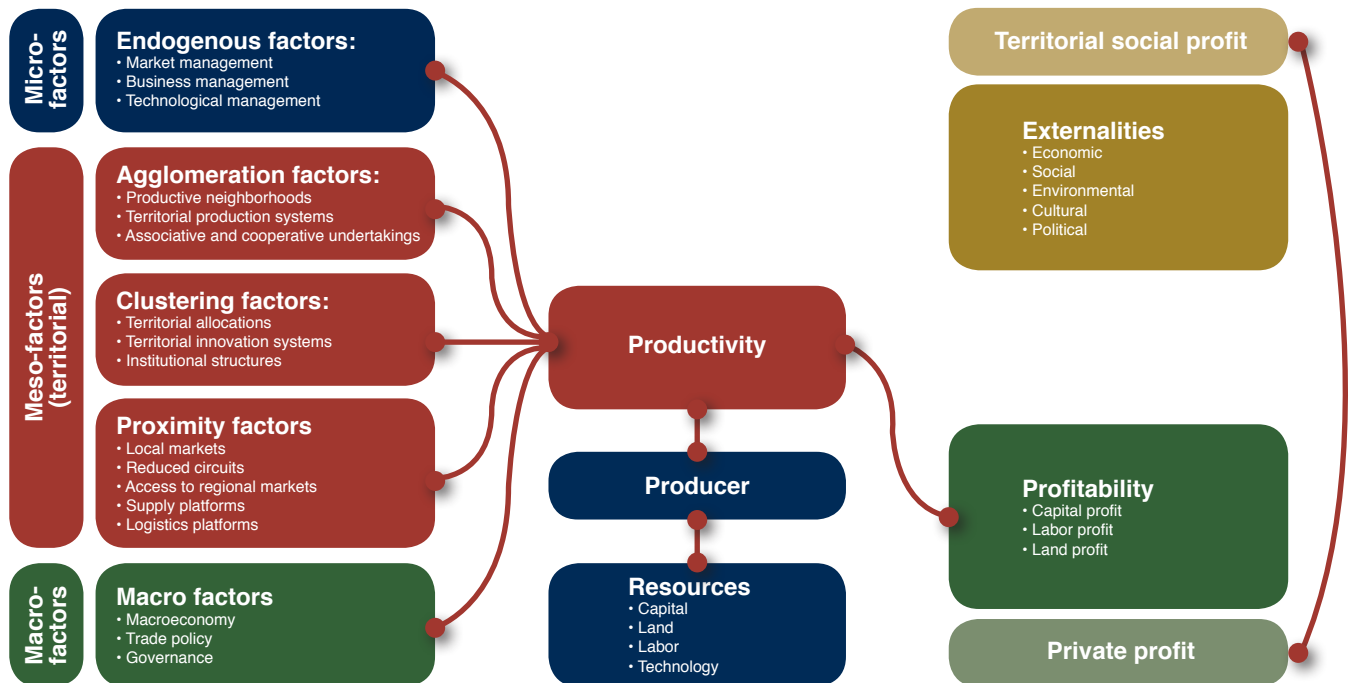 Micro-
factors
Endogenous factors:
• Market management
• Business management
• Technological management
Meso-factors
(territorial)
Agglomeration factors:
• Productive neighborhoods
• Territorial production systems
• Associative and cooperative undertakings
Clustering factors:
• Territorial allocations
• Territorial innovation systems
• Institutional structures
Proximity factors
• Local markets
• Reduced circuits
• Access to regional markets
• Supply platforms
• Logistics platforms
Macro-
factors
Macro factors
• Macroeconomy
• Trade policy
• Governance
Productivity
Producer
Resources
• Capital
• Land
• Labor
• Technology
Territorial social profit
Externalities
• Economic
• Social
• Environmental
• Cultural
• Political
Profitability
• Capital profit
• Labor profit
• Land profit
Private profit